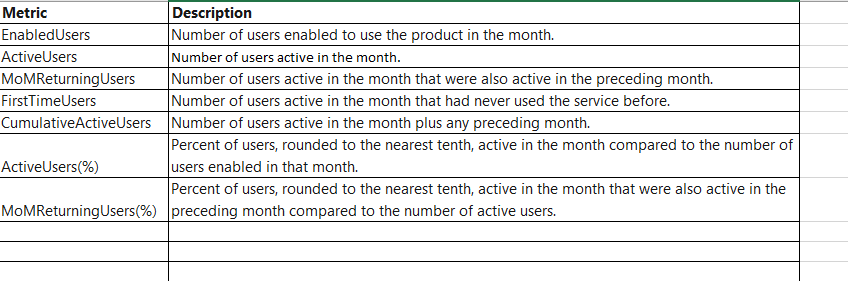 Metric Description
EnabledUsers Number of users enabled to use the product in the month.
ActiveUsers Number of users active in the month.
MoMReturningUsers Number of users active in the month that were also active in the preceding month.
FirstTimeUsers Number of users active in the month that had never used the service before.
CumulativeActiveUsers Number of users active in the month plus any preceding month.
Percent of users, rounded to the nearest tenth, active in the month compared to the number of
ActiveUsers(%) users enabled in that month.
Percent of users, rounded to the nearest tenth, active in the month that were also active in the
MoMReturningUsers(%) preceding month compared to the number of active users.